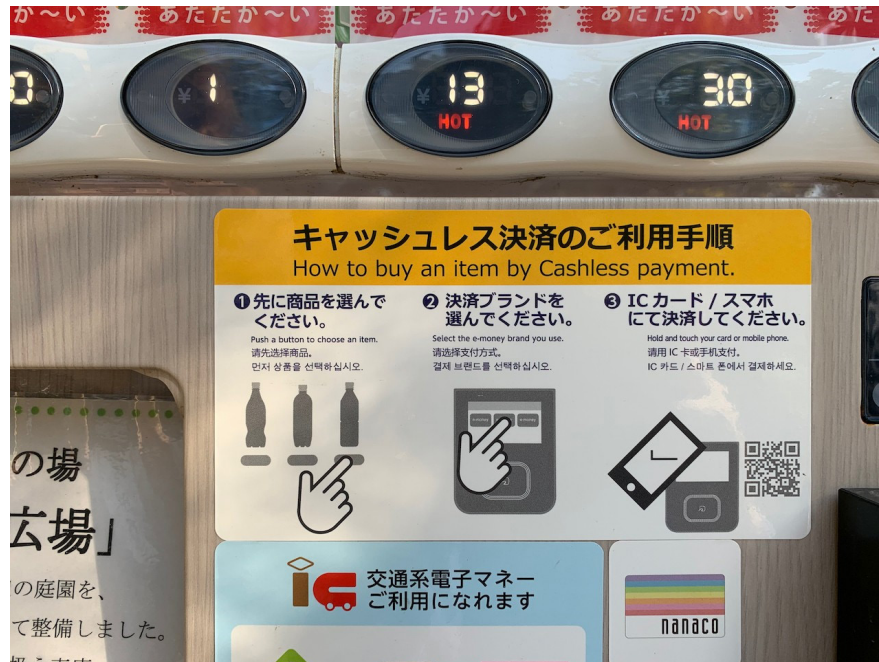 か〜い
あたたか〜い
あたたか〜い
あた
0
¥ 1
¥ 13
HOT
¥ 30
HOT
キャッシュレス決済のご利用手順
How to buy an item by Cashless payment.
❶ 先に商品を選んで
ください。
Push a button to choose an item.
请先选择商品。
먼저 상품을 선택하십시오.
❷ 決済ブランドを
選んでください。
Select the e-money brand you use.
请选择支付方式。
결제 브랜드를 선택하십시오.
❸ IC カード / スマホ
にて決済してください。
Hold and touch your card or mobile phone.
请用 IC 卡或手机支付。
IC 카드 / 스마트 폰에서 결제하세요.
の場
広場」
の庭園を、
て整備しました。
IC
交通系電子マネー
ご利用になれます
nanaco